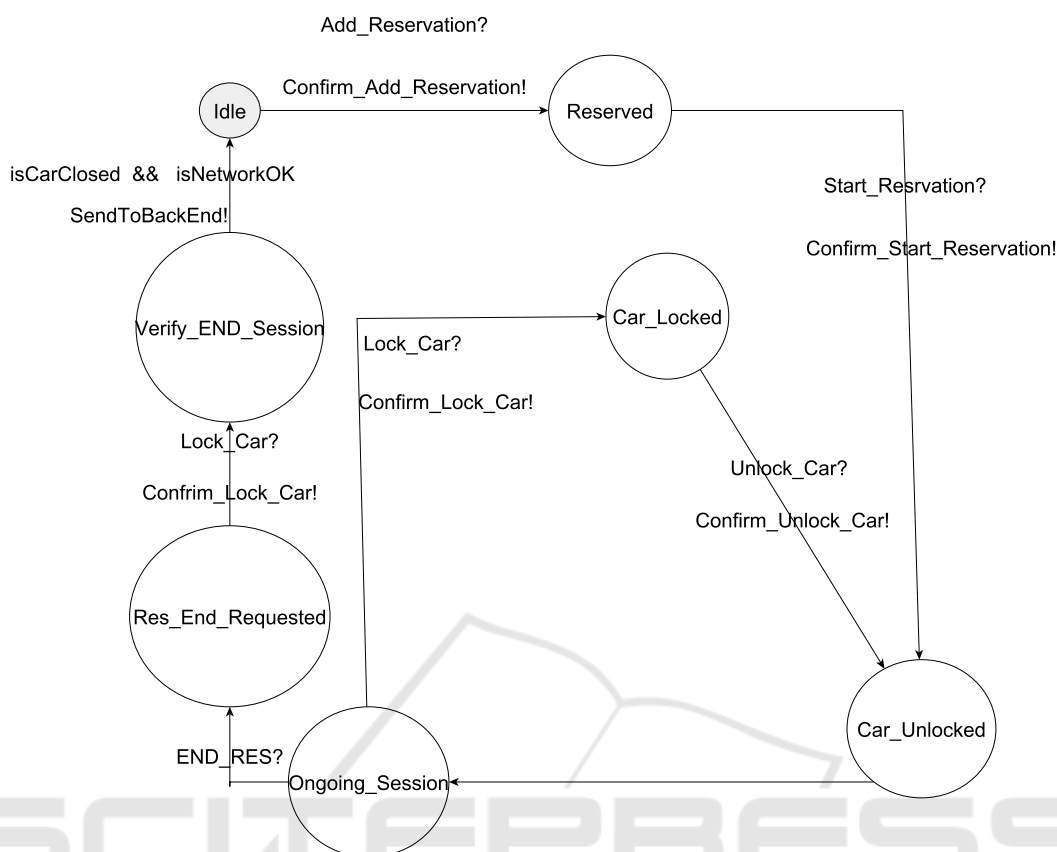 Add_Reservation?
Confirm_Add_Reservation!
Idle
Reserved
isCarClosed && isNetworkOK
Start_Resrvation?
SendToBackEnd!
Confirm_Start_Reservation!
Car_Locked
Verify_END_Session
Lock_Car?
Confirm_Lock_Car!
Lock_Car?
Unlock_Car?
Confrim_Lock_Car!
Confirm_Unlock_Car!
Res_End_Requested
Car_Unlocked
END_RES?
Ongoing_Session
SCITEPRESS